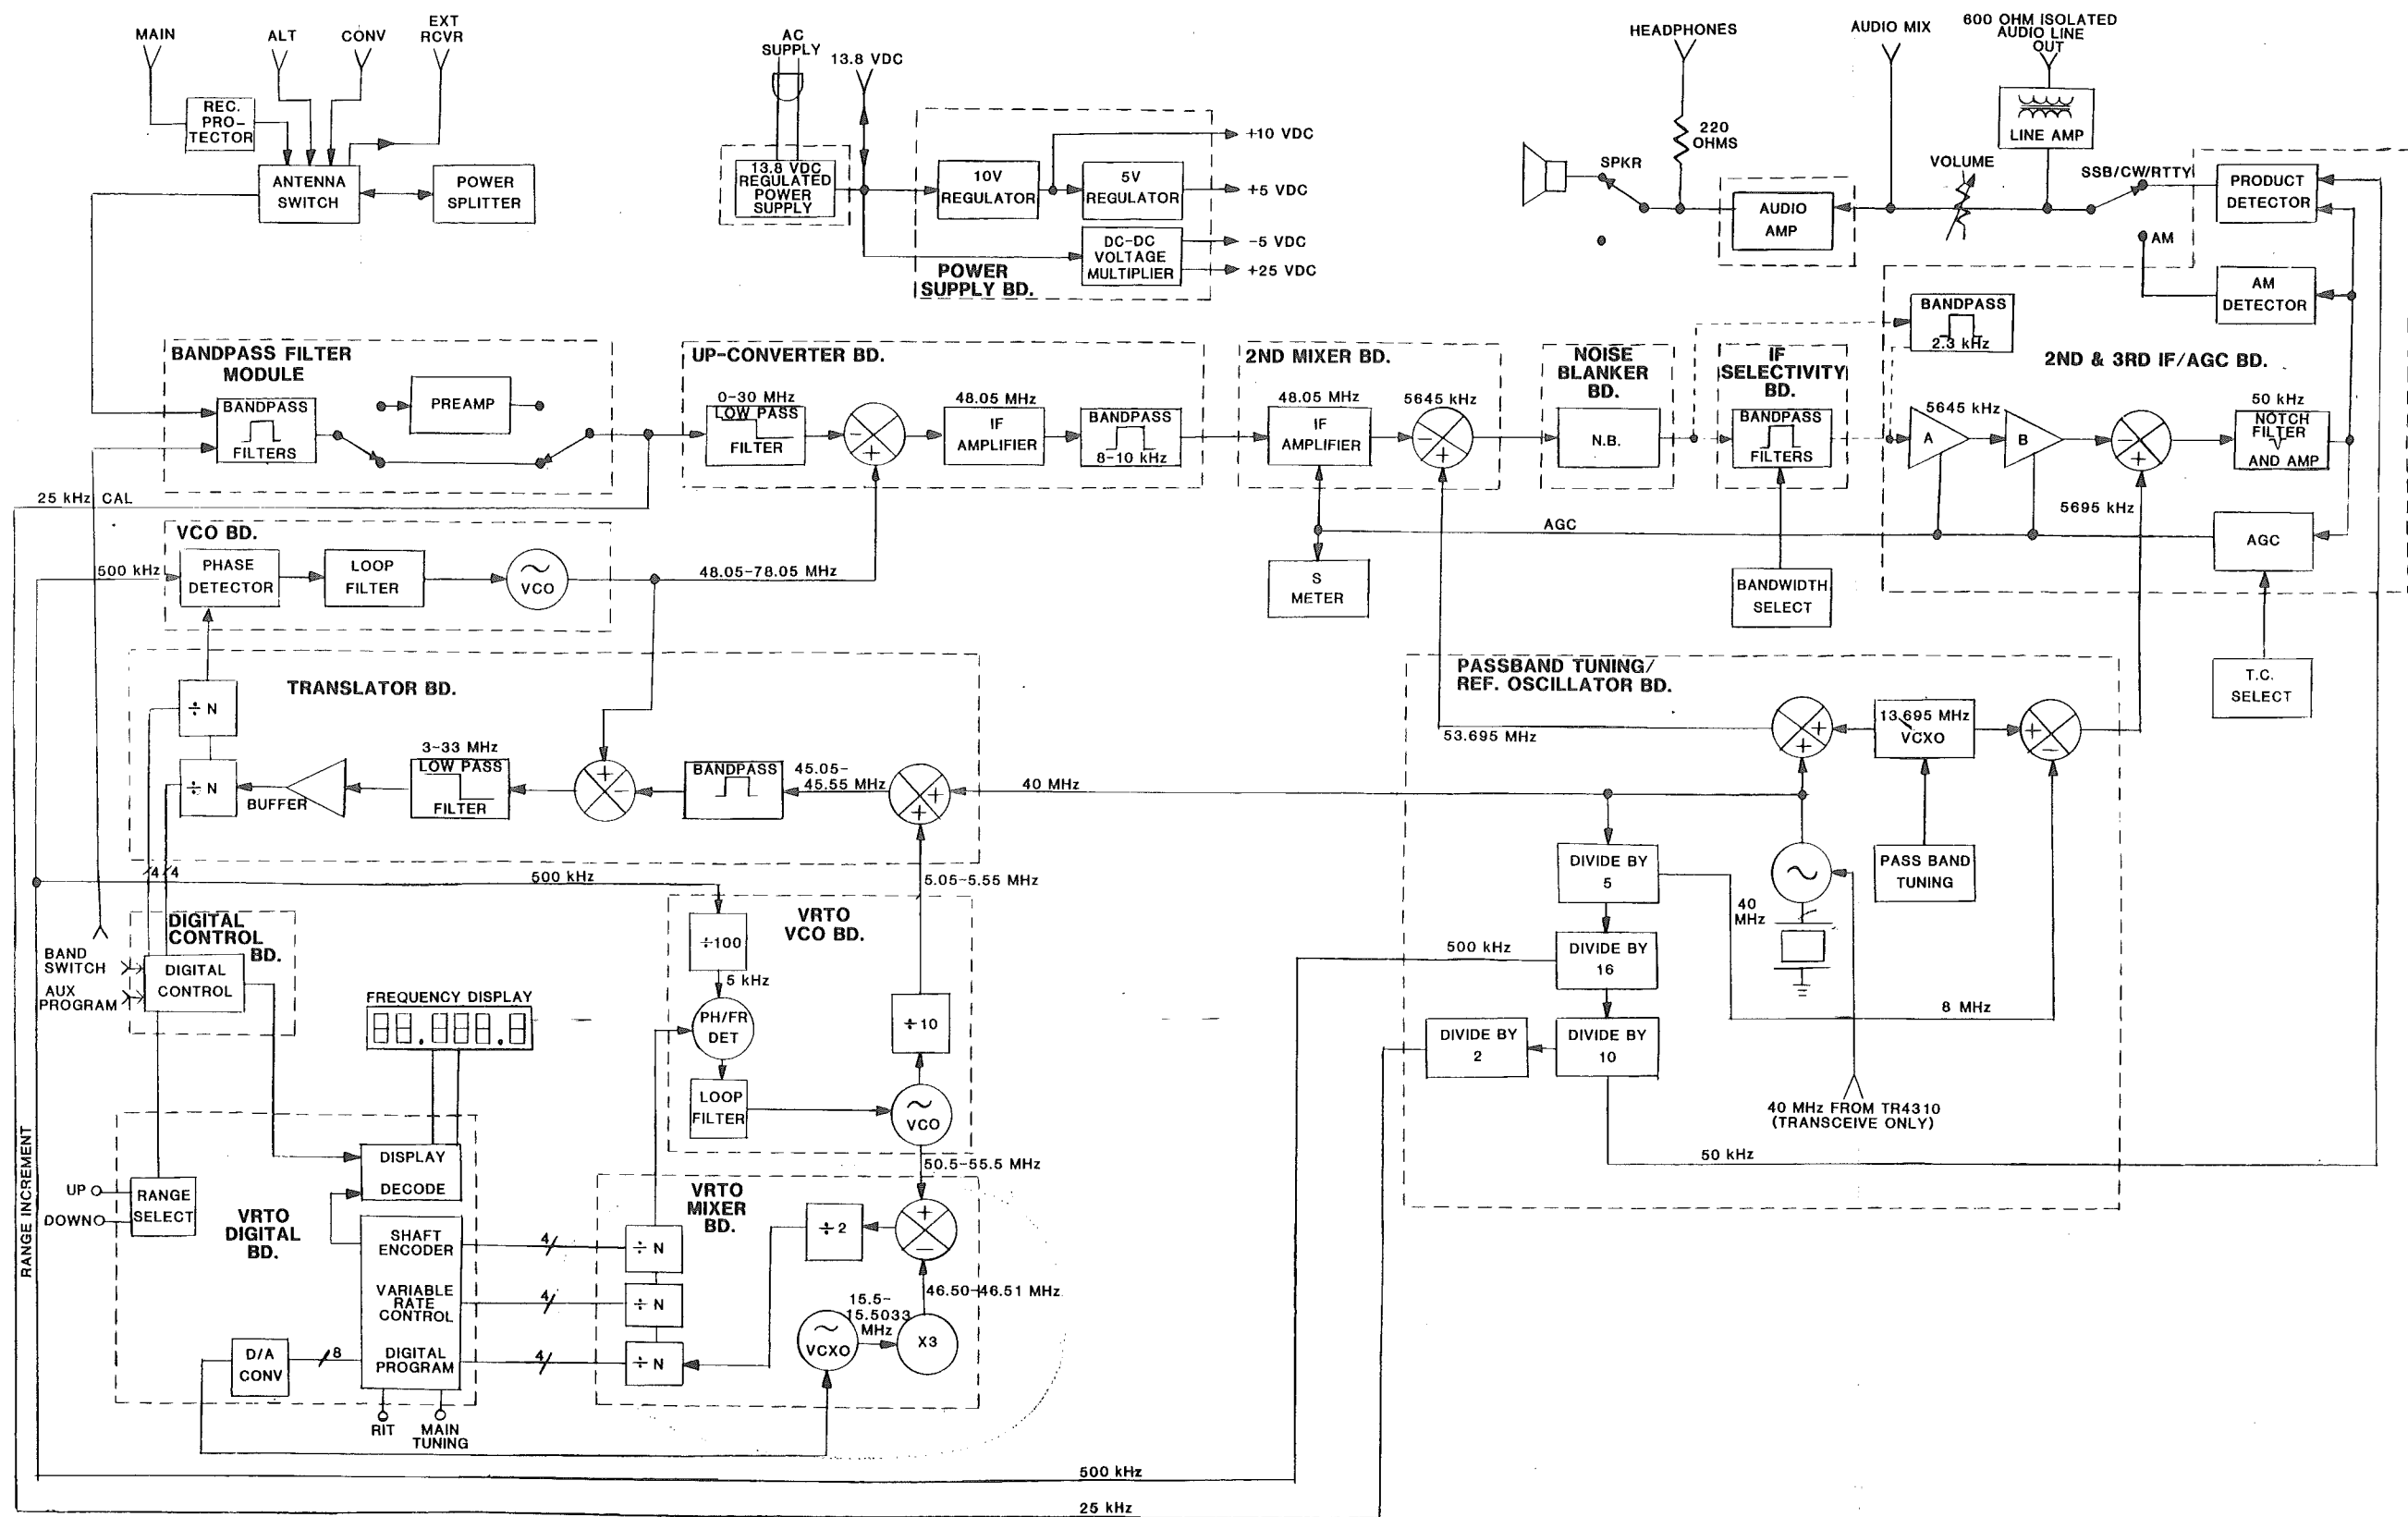 MAIN
ALT
CONV
EXT
RCVR
REC.
PRO-
TECTOR
ANTENNA
SWITCH
POWER
SPLITTER
AC
SUPPLY
13.8 VDC
13.8 VDC
REGULATED
POWER
SUPPLY
10V
REGULATOR
5V
REGULATOR
DC-DC
VOLTAGE
MULTIPLIER
+10 VDC
+5 VDC
-5 VDC
+25 VDC
POWER
SUPPLY BD.
HEADPHONES
220
OHMS
SPKR
AUDIO
AMP
AUDIO MIX
VOLUME
600 OHM ISOLATED
AUDIO LINE
OUT
LINE AMP
SSB/CW/RTTY
AM
PRODUCT
DETECTOR
AM
DETECTOR
BANDPASS FILTER
MODULE
BANDPASS
FILTERS
PREAMP
UP-CONVERTER BD.
0-30 MHz
LOW PASS
FILTER
-
+
48.05 MHz
IF
AMPLIFIER
BANDPASS
8-10 kHz
2ND MIXER BD.
48.05 MHz
IF
AMPLIFIER
5645 kHz
-
+
NOISE
BLANKER
BD.
N.B.
IF
SELECTIVITY
BD.
BANDPASS
FILTERS
BANDPASS
2.3 kHz
2ND & 3RD IF/AGC BD.
5645 kHz
A
B
-
+
50 kHz
NOTCH
FILTER
AND AMP
5695 kHz
AGC
AGC
S
METER
BANDWIDTH
SELECT
T.C.
SELECT
25 kHz CAL
VCO BD.
500 kHz
PHASE
DETECTOR
LOOP
FILTER
VCO
48.05-78.05 MHz
TRANSLATOR BD.
÷ N
÷ N
BUFFER
3-33 MHz
LOW PASS
FILTER
+
-
BANDPASS
45.05-
45.55 MHz
+
+
40 MHz
PASSBAND TUNING/
REF. OSCILLATOR BD.
53.695 MHz
+
+
13.695 MHz
VCXO
+
-
DIVIDE BY
5
40
MHz
PASS BAND
TUNING
500 kHz
DIVIDE BY
16
8 MHz
DIVIDE BY
2
DIVIDE BY
10
40 MHz FROM TR4310
(TRANSCEIVE ONLY)
50 kHz
4
4
500 kHz
5.05-5.55 MHz
DIGITAL
CONTROL
BD.
BAND
SWITCH
AUX
PROGRAM
DIGITAL
CONTROL
FREQUENCY DISPLAY
88.888.8
VRTO
VCO BD.
÷100
5 kHz
PH/FR
DET
÷10
LOOP
FILTER
VCO
50.5-55.5 MHz
RANGE INCREMENT
UP
DOWN
RANGE
SELECT
VRTO
DIGITAL
BD.
DISPLAY
DECODE
SHAFT
ENCODER
VARIABLE
RATE
CONTROL
DIGITAL
PROGRAM
D/A
CONV
8
RIT
MAIN
TUNING
4
4
4
VRTO
MIXER
BD.
÷ N
÷ N
÷ N
÷2
+
-
46.50-46.51 MHz
15.5-
15.5033
MHz
VCXO
X3
500 kHz
25 kHz